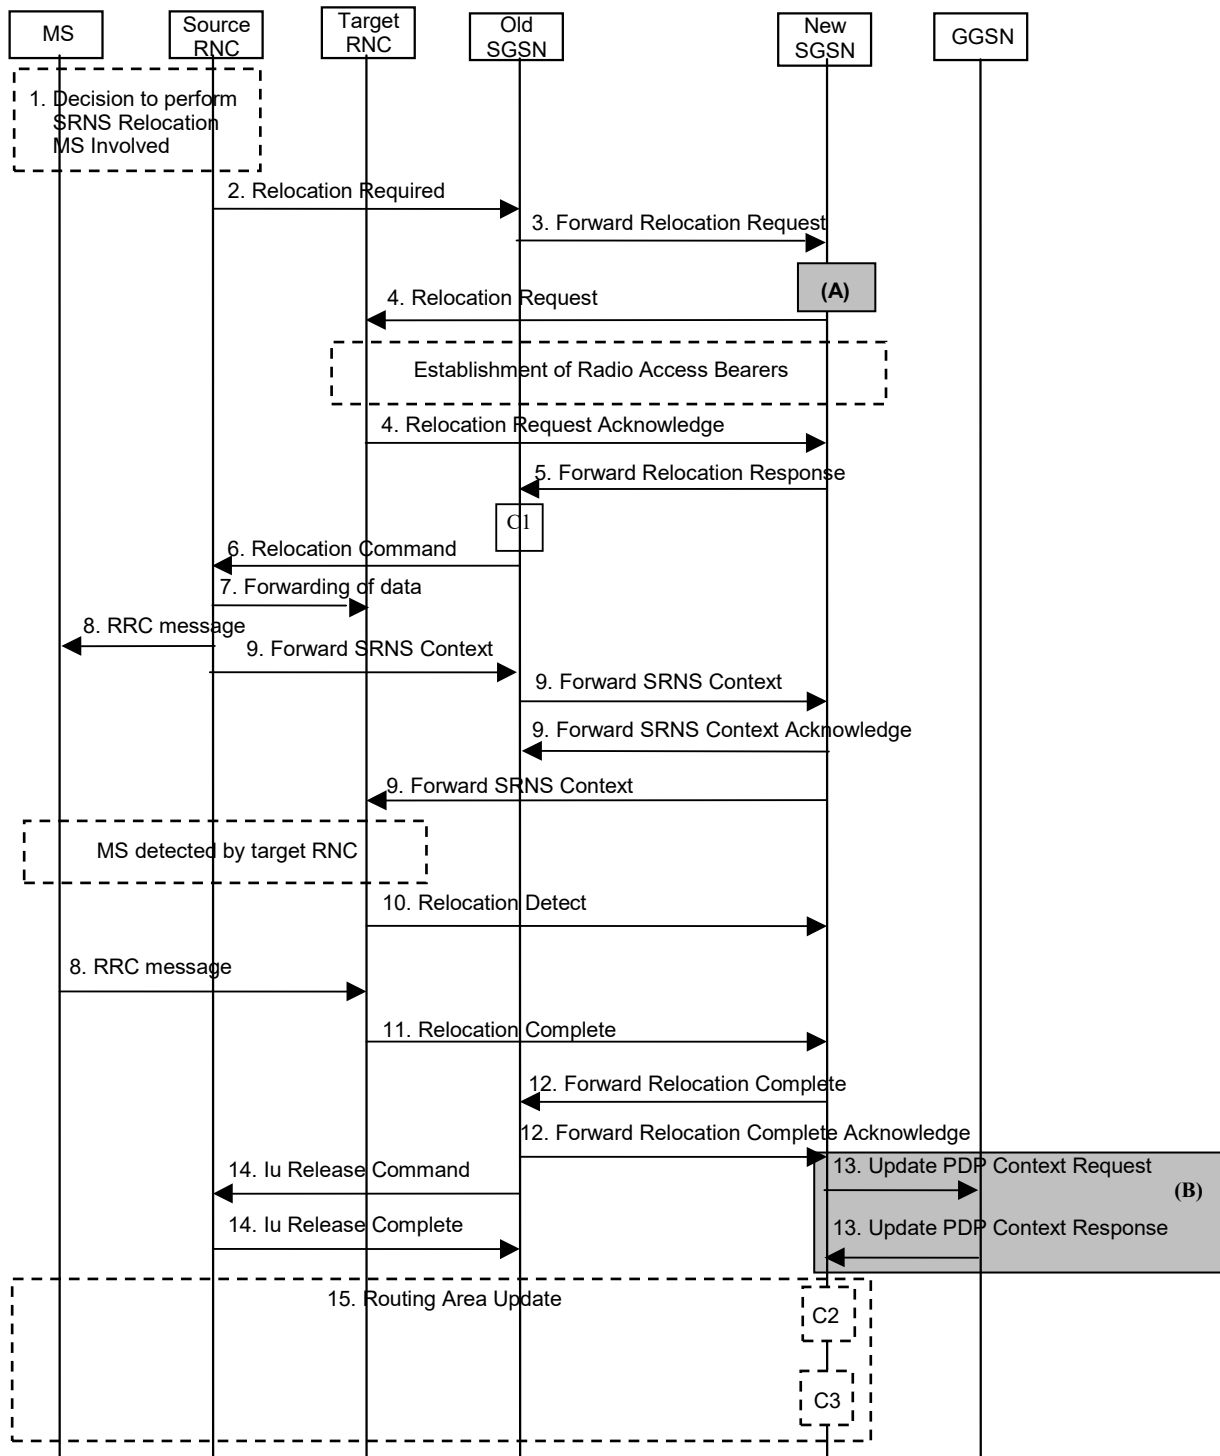 MS
Source
RNC
Target
RNC
Old
SGSN
New
SGSN
GGSN
1. Decision to perform
SRNS Relocation
MS Involved
2. Relocation Required
3. Forward Relocation Request
(A)
4. Relocation Request
Establishment of Radio Access Bearers
4. Relocation Request Acknowledge
5. Forward Relocation Response
C1
6. Relocation Command
7. Forwarding of data
8. RRC message
9. Forward SRNS Context
9. Forward SRNS Context
9. Forward SRNS Context Acknowledge
9. Forward SRNS Context
MS detected by target RNC
10. Relocation Detect
8. RRC message
11. Relocation Complete
12. Forward Relocation Complete
12. Forward Relocation Complete Acknowledge
14. Iu Release Command
13. Update PDP Context Request
(B)
14. Iu Release Complete
13. Update PDP Context Response
15. Routing Area Update
C2
C3